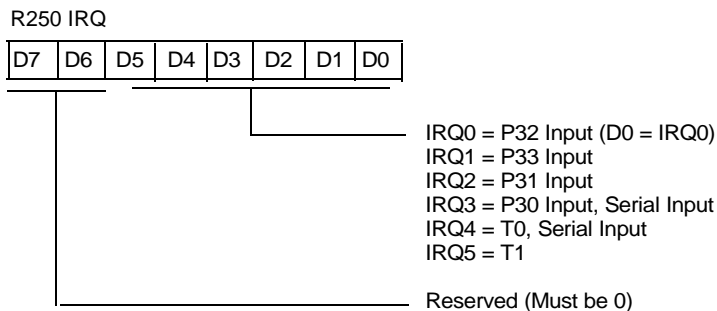 R250 IRQ
D7 D6 D5 D4 D3 D2 D1 D0
IRQ0 = P32 Input (D0 = IRQ0)
IRQ1 = P33 Input
IRQ2 = P31 Input
IRQ3 = P30 Input, Serial Input
IRQ4 = T0, Serial Input
IRQ5 = T1
Reserved (Must be 0)